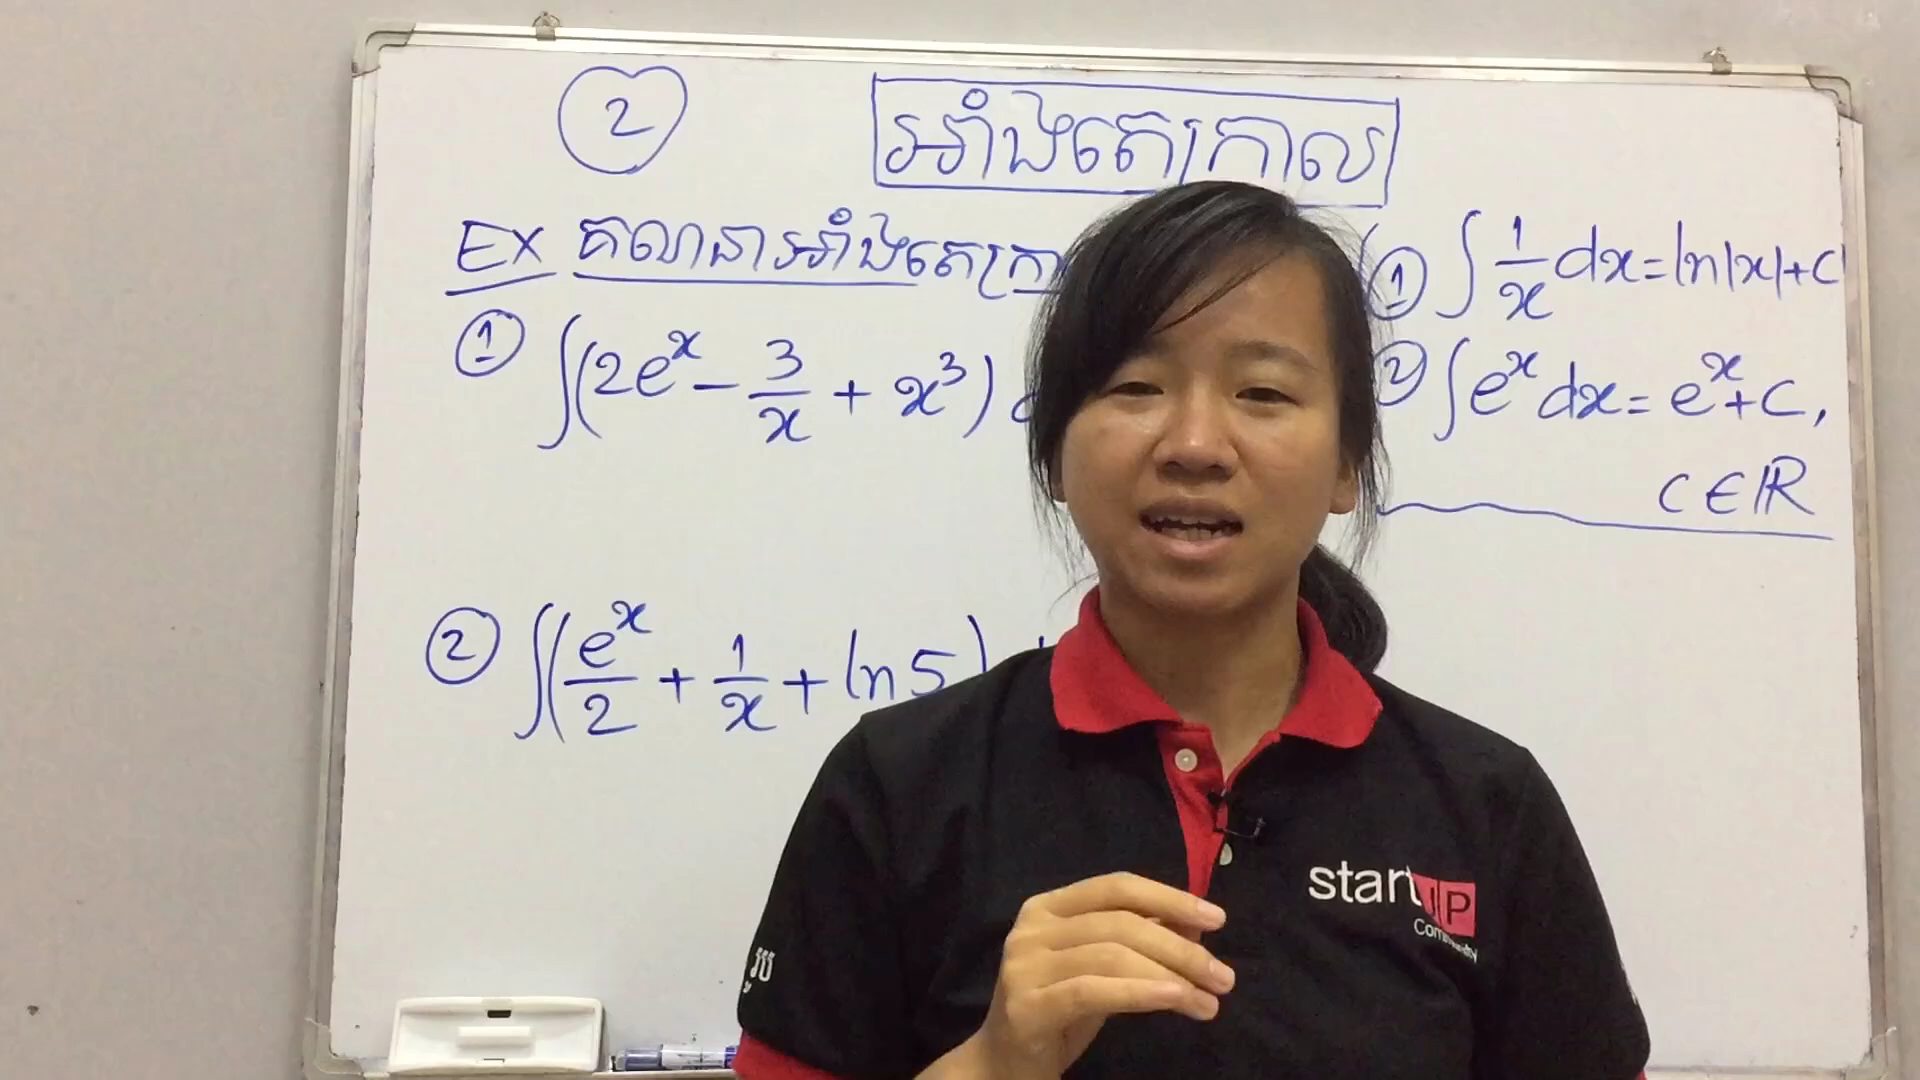 2
អាំងតេក្រាល
EX គណនាអាំងតេក្រា
① ∫(2eˣ - 3/x + x³)
② ∫(eˣ/2 + 1/x + ln5)
① ∫ 1/x dx = ln|x| + C
② ∫ eˣ dx = eˣ + C,
C ∈ ℝ
startUP